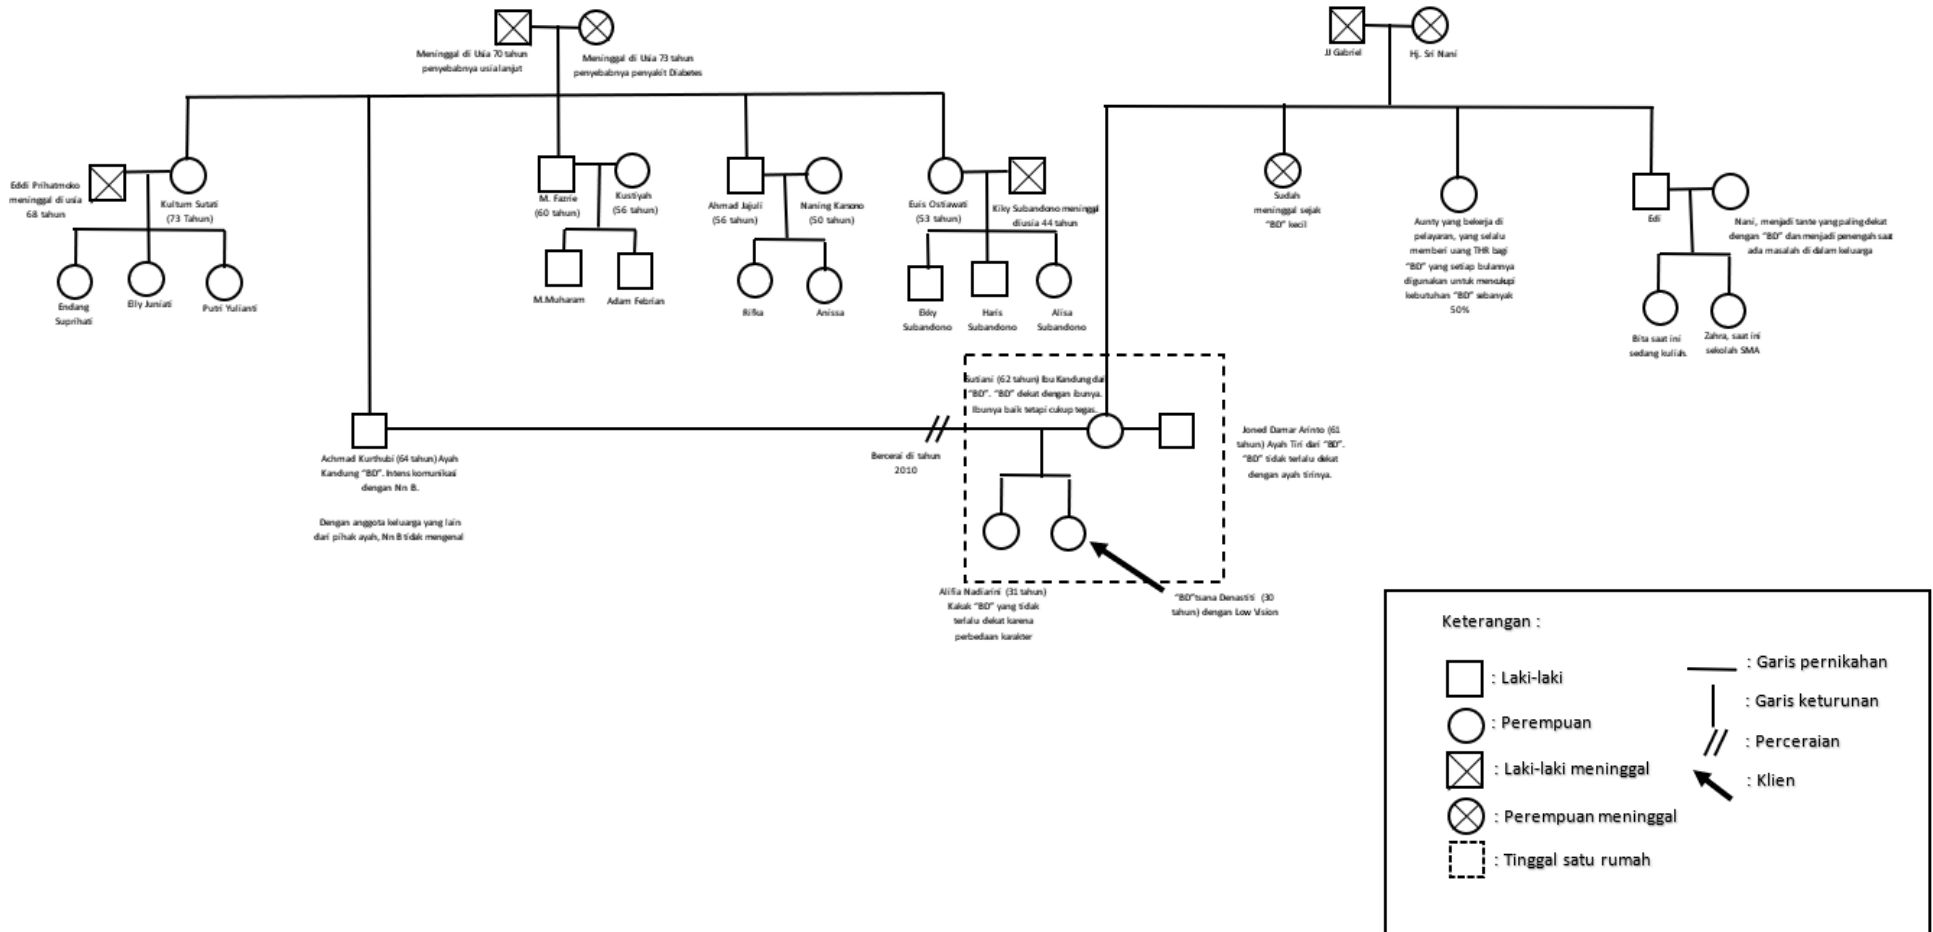 Meninggal di Usia 70 tahun
penyebabnya usia lanjut
Meninggal di Usia 73 tahun
penyebabnya penyakit Diabetes
JJ Gabriel
Hj. Sri Nani
Eddi Prihatmoko
meninggal di usia
68 tahun
Kultum Sutati
(73 Tahun)
M. Fazrie
(60 tahun)
Kustiyah
(56 tahun)
Ahmad Jajuli
(56 tahun)
Naning Karsono
(50 tahun)
Euis Ostiawati
(53 tahun)
Kiky Subandono meninggal
diusia 44 tahun
Sudah
meninggal sejak
"BD" kecil
Aunty yang bekerja di
pelayaran, yang selalu
memberi uang THR bagi
"BD" yang setiap bulannya
digunakan untuk mencukupi
kebutuhan "BD" sebanyak
50%
Edi
Nani, menjadi tante yang paling dekat
dengan "BD" dan menjadi penengah saat
ada masalah di dalam keluarga
Endang
Suprihati
Elly Juniati
Putri Yulianti
M.Muharam
Adam Febrian
Rifka
Anissa
Ekky
Subandono
Haris
Subandono
Alisa
Subandono
Bita saat ini
sedang kuliah.
Zahra, saat ini
sekolah SMA
Sutiani (62 tahun) Ibu Kandung dari
"BD". "BD" dekat dengan ibunya.
Ibunya baik tetapi cukup tegas.
Achmad Kurthubi (64 tahun) Ayah
Kandung "BD". Intens komunikasi
dengan Nn B.
Dengan anggota keluarga yang lain
dari pihak ayah, Nn B tidak mengenal
Bercerai di tahun
2010
Joned Damar Arinto (61
tahun) Ayah Tiri dari "BD".
"BD" tidak terlalu dekat
dengan ayah tirinya.
Alifia Nadiarini (31 tahun)
Kakak "BD" yang tidak
terlalu dekat karena
perbedaan karakter
"BD"tsana Denastiti (30
tahun) dengan Low Vision
Keterangan :
: Laki-laki
: Perempuan
: Laki-laki meninggal
: Perempuan meninggal
: Tinggal satu rumah
: Garis pernikahan
: Garis keturunan
: Perceraian
: Klien